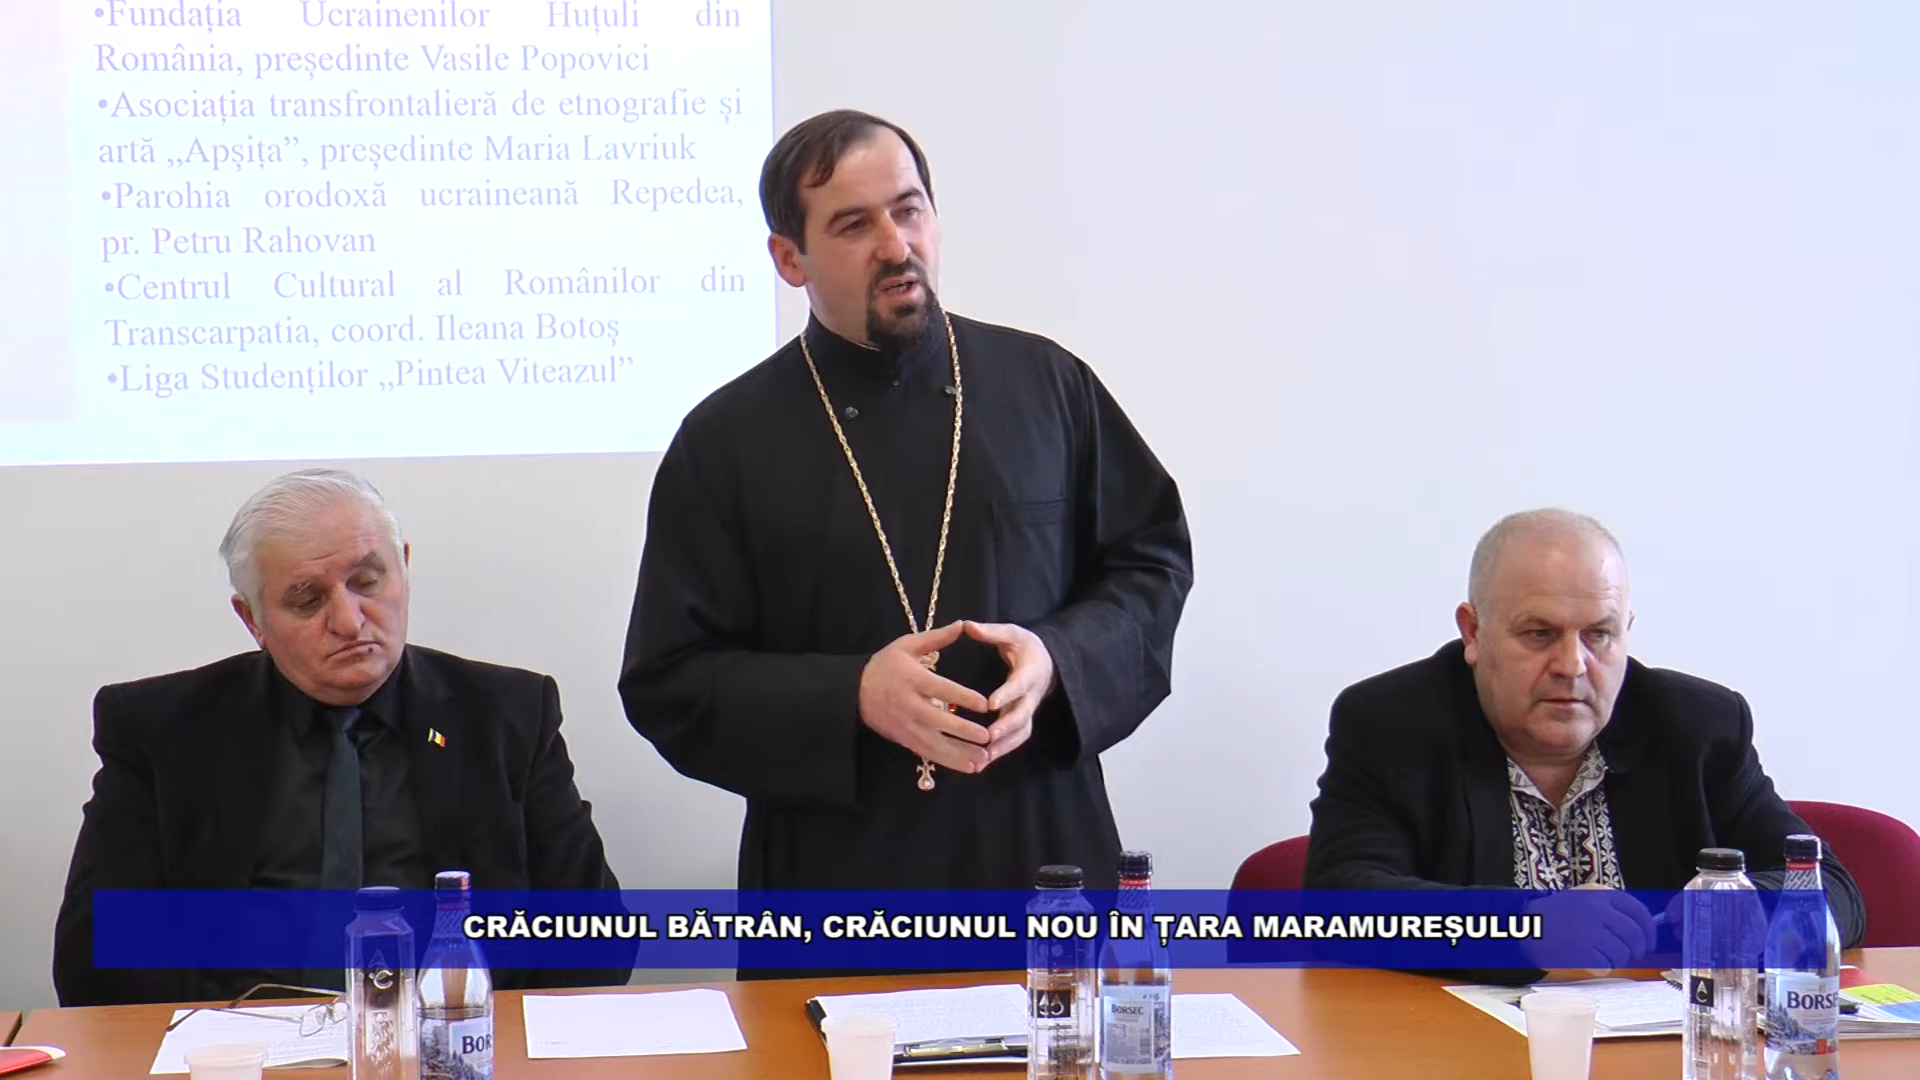 •Fundația Ucrainenilor Huțuli din
România, președinte Vasile Popovici
•Asociația transfrontalieră de etnografie și
artă „Apșița”, președinte Maria Lavriuk
•Parohia orodoxă ucraineană Repedea,
pr. Petru Rahovan
•Centrul Cultural al Românilor din
Transcarpatia, coord. Ileana Botoș
•Liga Studenților „Pintea Viteazul”
CRĂCIUNUL BĂTRÂN, CRĂCIUNUL NOU ÎN ȚARA MARAMUREȘULUI
BOR
BORSEC
BORSEC